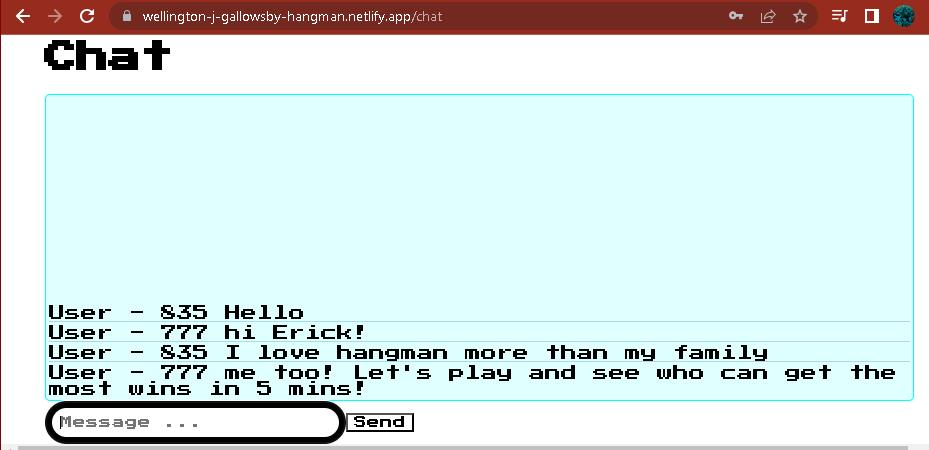 wellington-j-gallowsby-hangman.netlify.app/chat
Chat
User - 835 Hello
User - 777 hi Erick!
User - 835 I love hangman more than my family
User - 777 me too! Let's play and see who can get the
most wins in 5 mins!
Message ...
Send